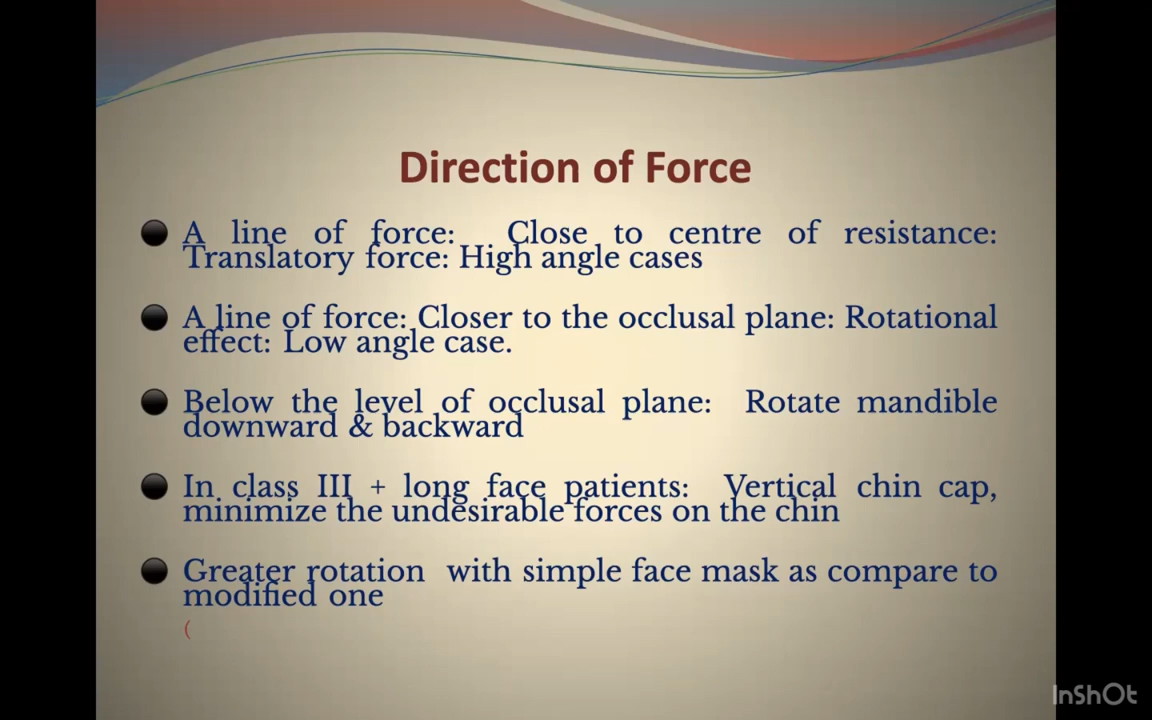 Direction of Force
A line of force: Close to centre of resistance:
Translatory force: High angle cases
A line of force: Closer to the occlusal plane: Rotational
effect: Low angle case.
Below the level of occlusal plane: Rotate mandible
downward & backward
In class III + long face patients: Vertical chin cap,
minimize the undesirable forces on the chin
Greater rotation with simple face mask as compare to
modified one
(
InShOt